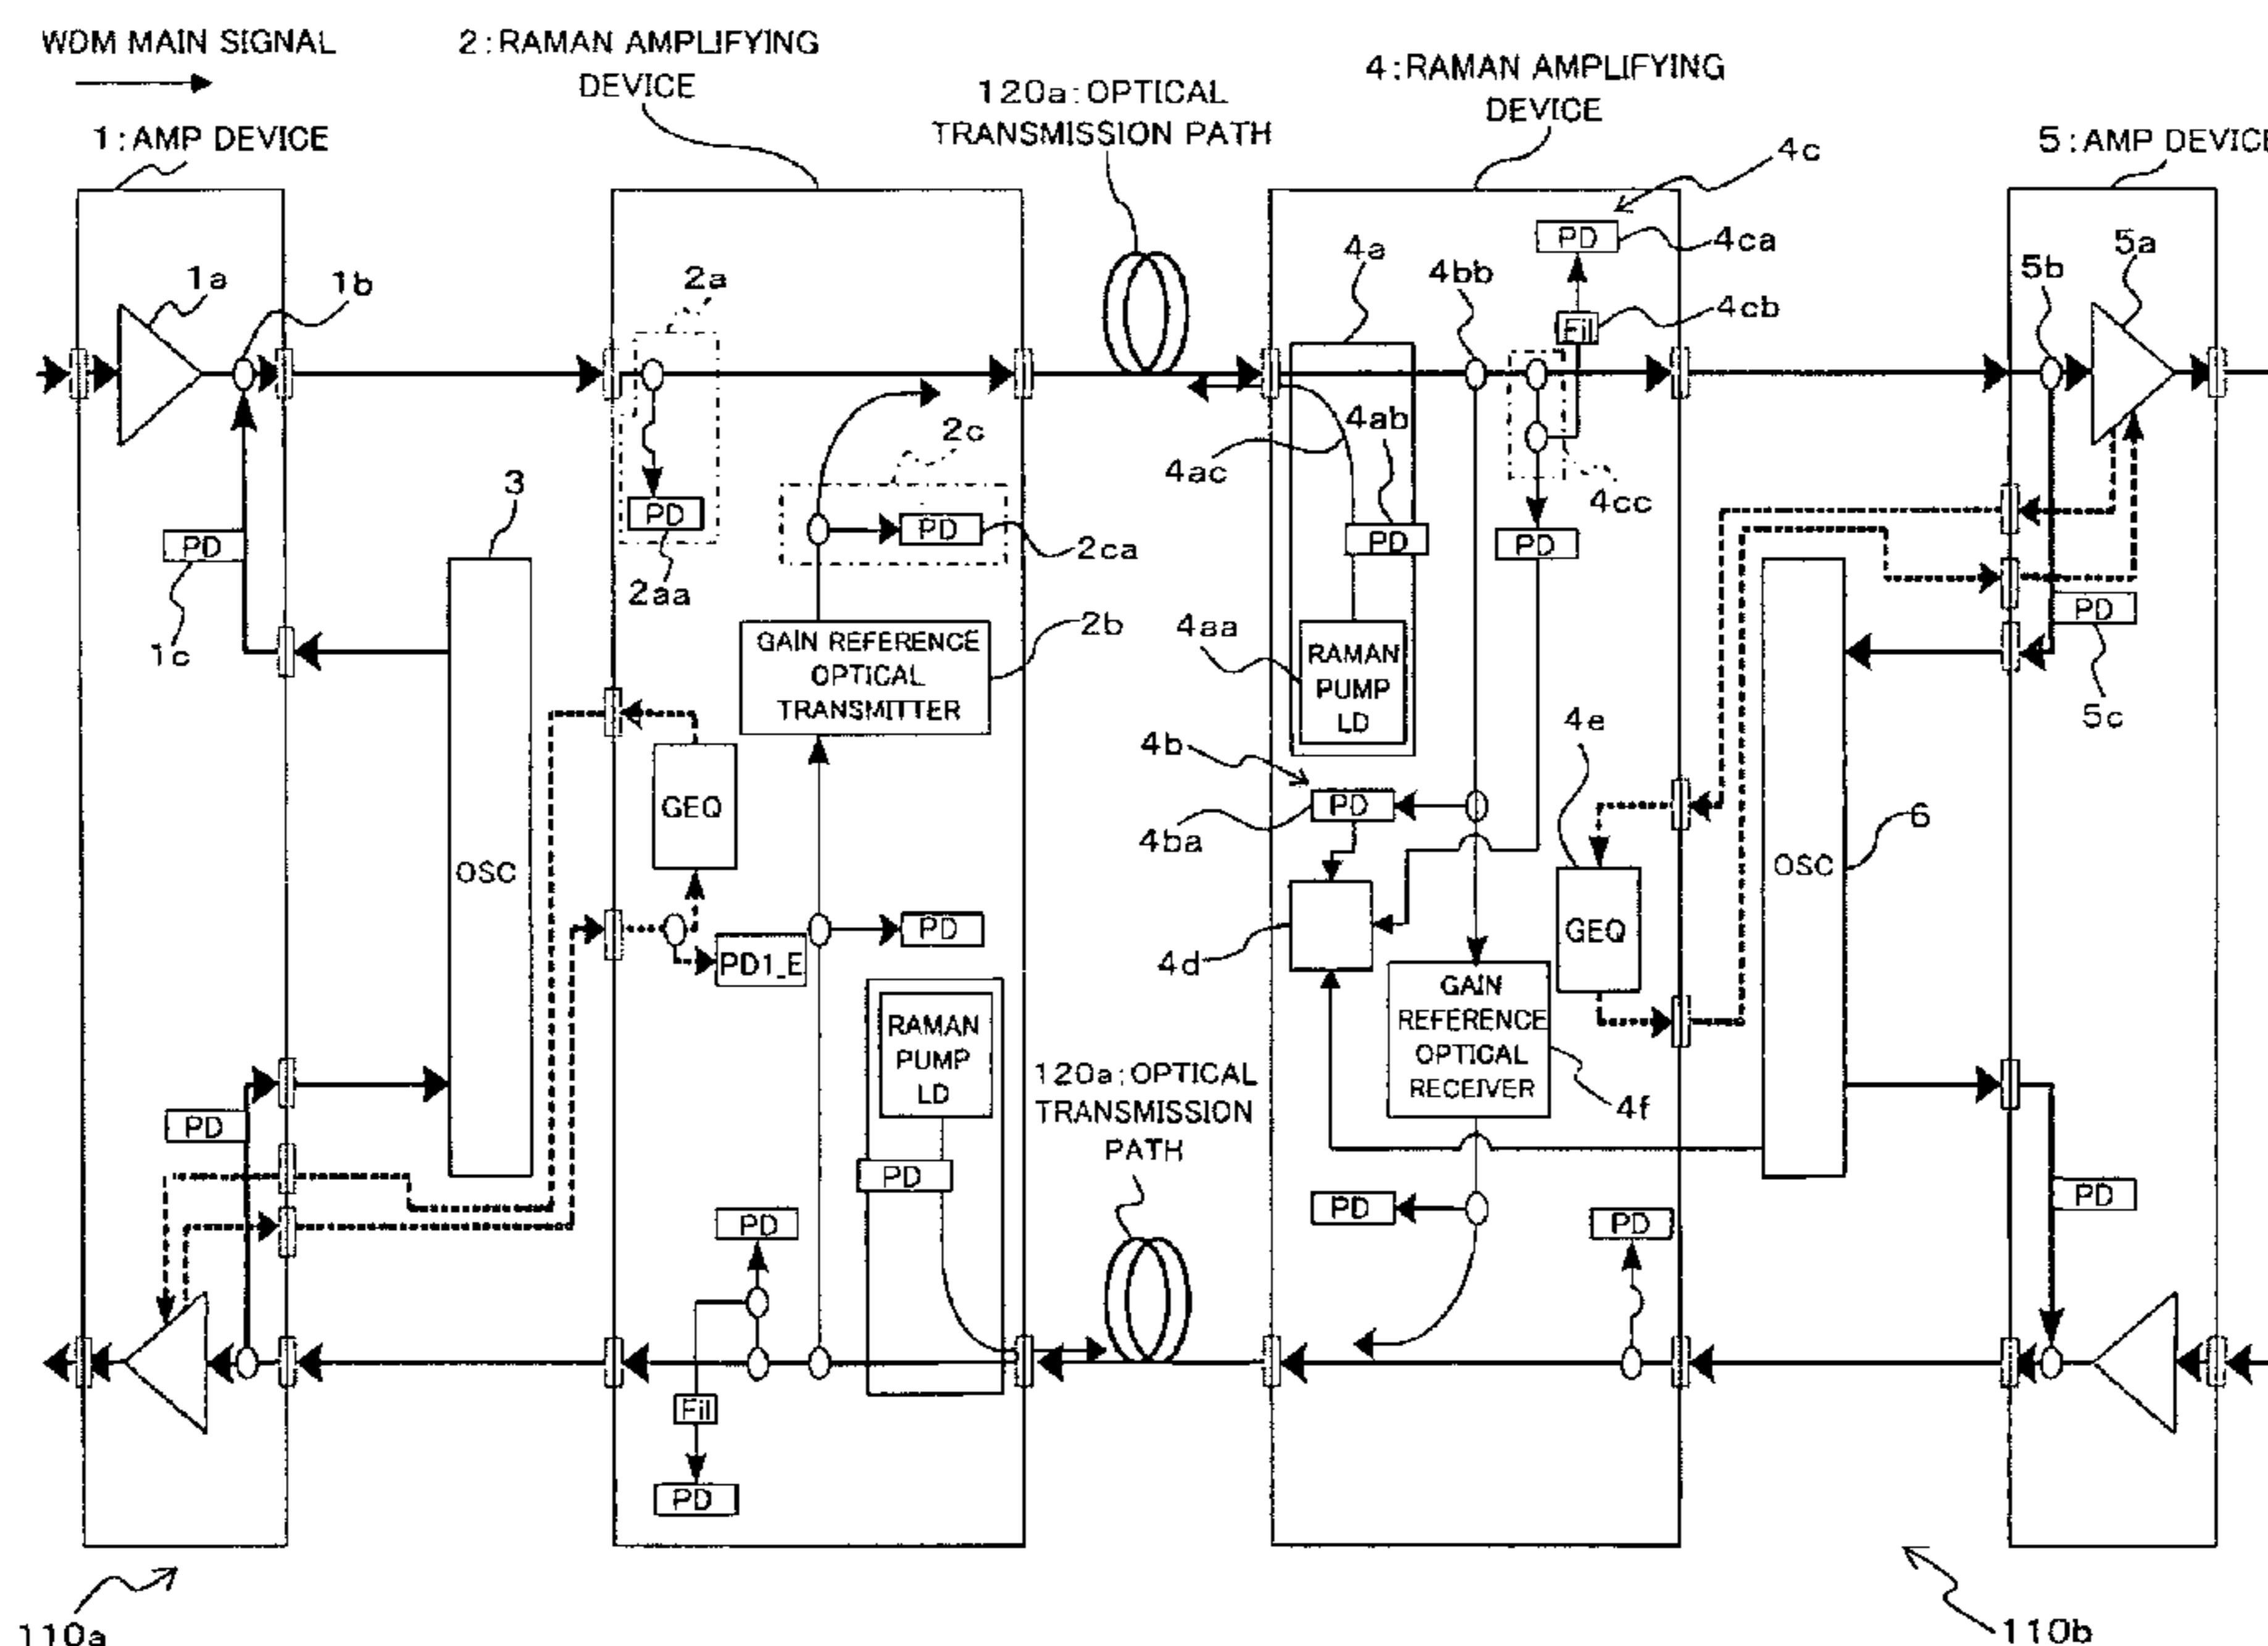 WDM MAIN SIGNAL
2:RAMAN AMPLIFYING
DEVICE
4:RAMAN AMPLIFYING
DEVICE
120a:OPTICAL
TRANSMISSION PATH
1:AMP DEVICE
5:AMP DEVICE
4c
PD
4ca
1a
1b
2a
4a
4bb
Fil
4cb
5b
5a
2c
4ab
4ac
4cc
3
PD
PD
2ca
PD
PD
PD
2aa
1c
PD
5c
GAIN REFERENCE
OPTICAL
TRANSMITTER
2b
4aa
RAMAN
PUMP
LD
4e
4b
GEQ
PD
4ba
6
OSC
OSC
PD
PD1_E
4d
GEQ
GAIN
REFERENCE
OPTICAL
RECEIVER
4f
RAMAN
PUMP
LD
120a:OPTICAL
TRANSMISSION
PATH
PD
PD
PD
PD
PD
PD
Fil
PD
110a
110b